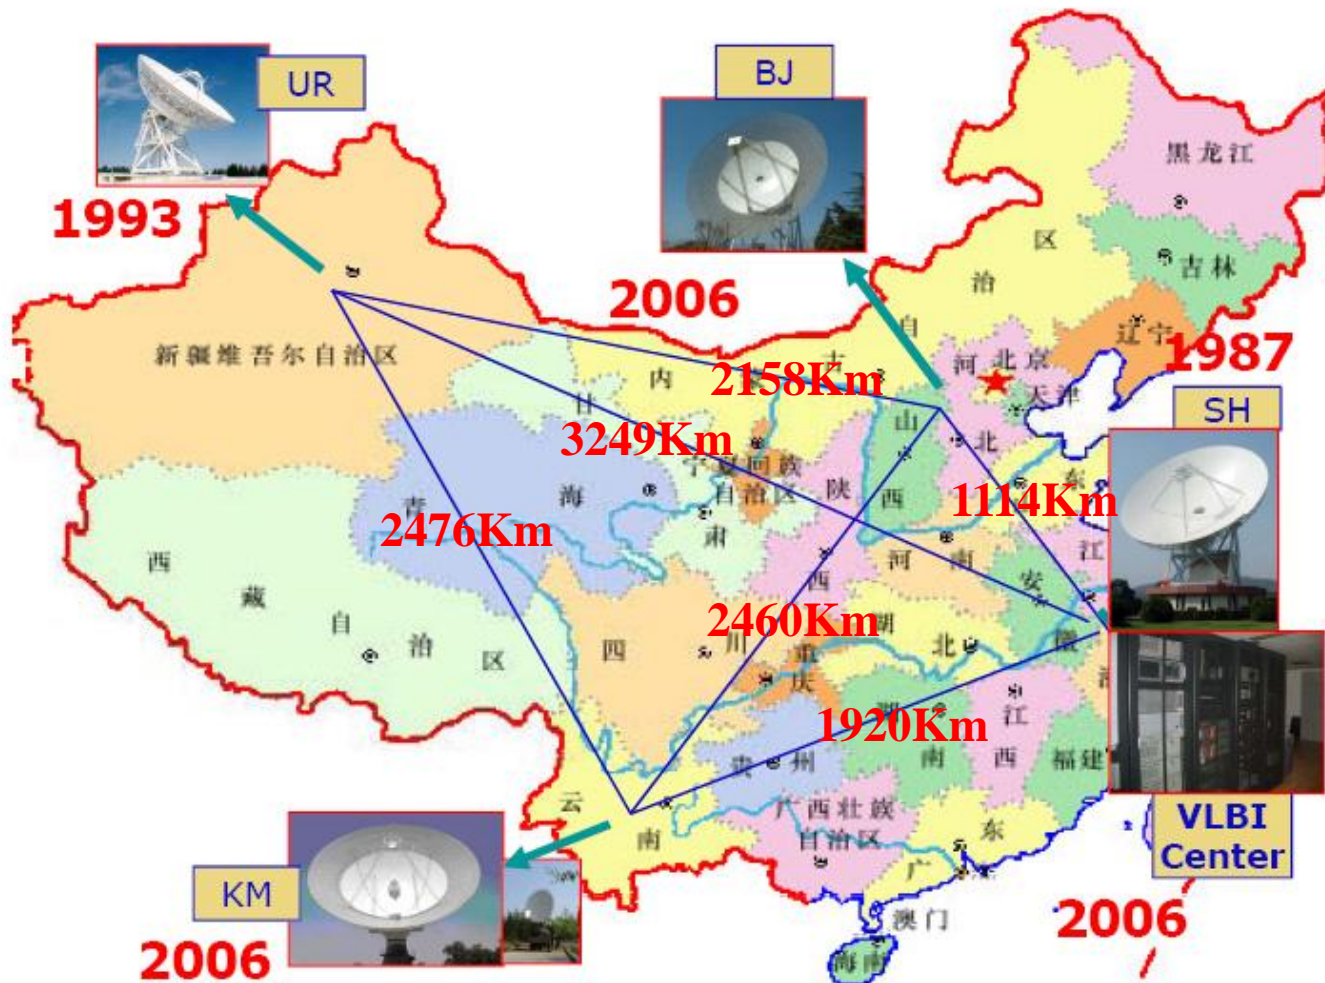 UR
BJ
1993
黑龙江
吉林
2006
区
治
自
辽宁
1987
新疆维吾尔自治区
内
蒙
古
2158Km
河
北京
天津
SH
甘
山
北
3249Km
宁夏回族
自治区
陕
西
东
1114Km
青
海
2476Km
肃
河
南
江
西
安
西
藏
自
治
区
2460Km
湖
北
徽
四
川
重
庆
1920Km
湖
南
江
西
福建
贵
州
云
南
广西壮族
自治区
广
东
VLBI
Center
KM
2006
澳门
海南
2006